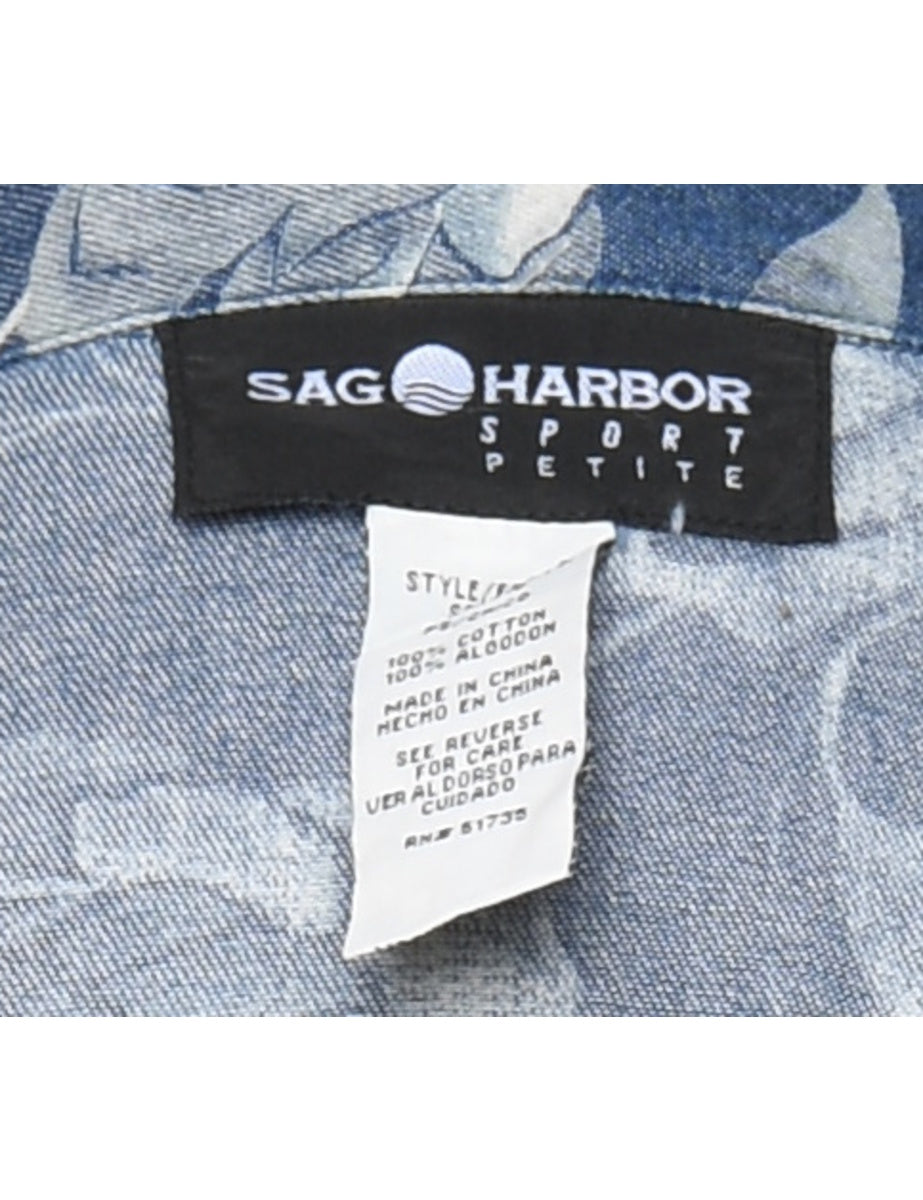 SAG HARBOR
SPORT
PETITE
STYLE/
100% COTTON
100% ALGODON
MADE IN CHINA
HECHO EN CHINA
SEE REVERSE
FOR CARE
VER AL DORSO PARA
CUIDADO
RN# 51735